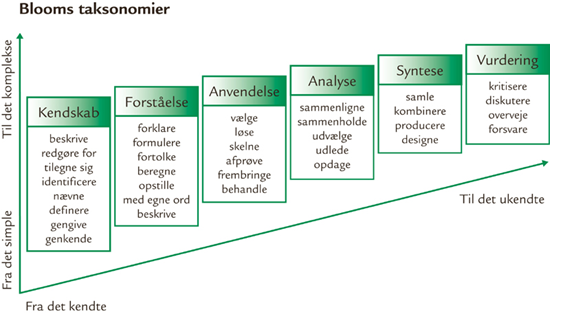 Blooms taksonomier
Til det komplekse
Fra det simple
Kendskab
beskrive
redgøre for
tilegne sig
identificere
nævne
definere
gengive
genkende
Forståelse
forklare
formulere
fortolke
beregne
opstille
med egne ord
beskrive
Anvendelse
vælge
løse
skelne
afprøve
frembringe
behandle
Analyse
sammenligne
sammenholde
udvælge
udlede
opdage
Syntese
samle
kombinere
producere
designe
Vurdering
kritisere
diskutere
overveje
forsvare
Til det ukendte
Fra det kendte